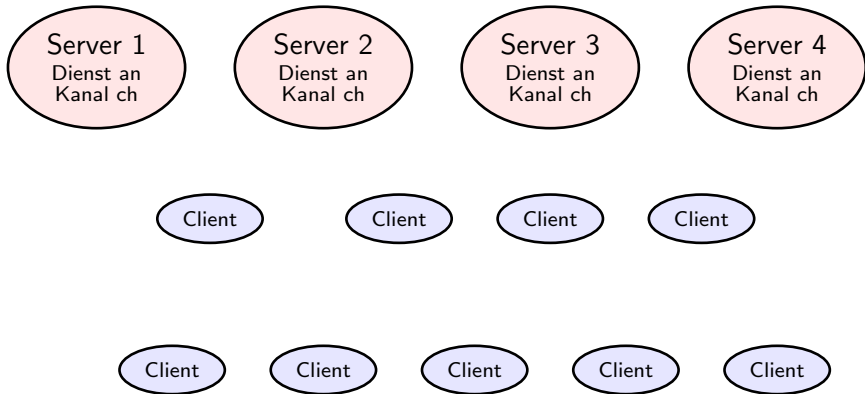 Server 1
Dienst an
Kanal ch
Server 2
Dienst an
Kanal ch
Server 3
Dienst an
Kanal ch
Server 4
Dienst an
Kanal ch
Client
Client
Client
Client
Client
Client
Client
Client
Client